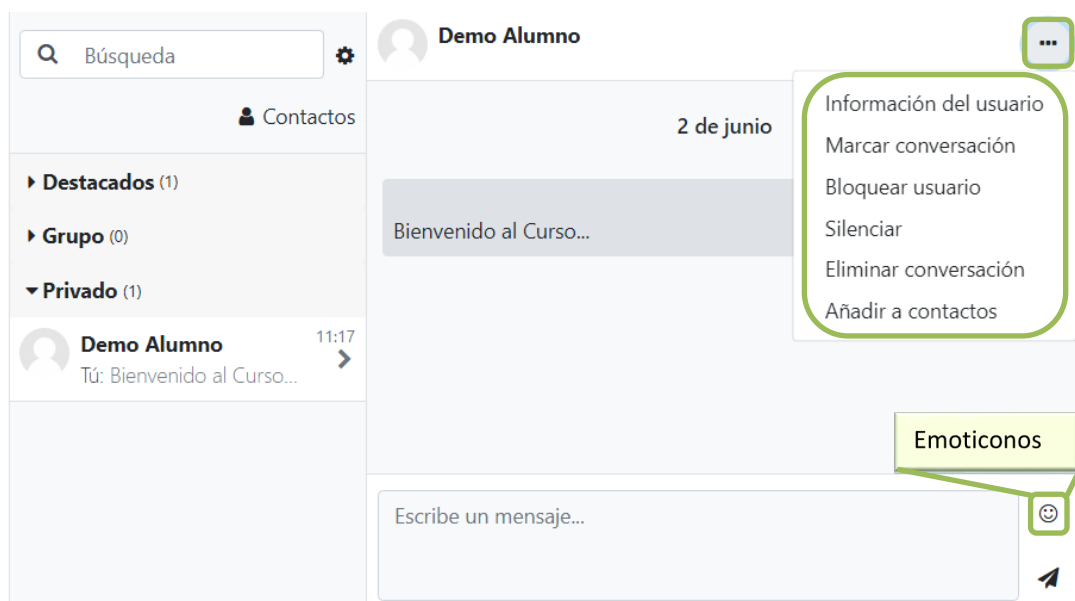 Búsqueda
Contactos
Destacados (1)
Grupo (0)
Privado (1)
Demo Alumno
11:17
Tú: Bienvenido al Curso...
Demo Alumno
2 de junio
Bienvenido al Curso...
Información del usuario
Marcar conversación
Bloquear usuario
Silenciar
Eliminar conversación
Añadir a contactos
Emoticonos
Escribe un mensaje...